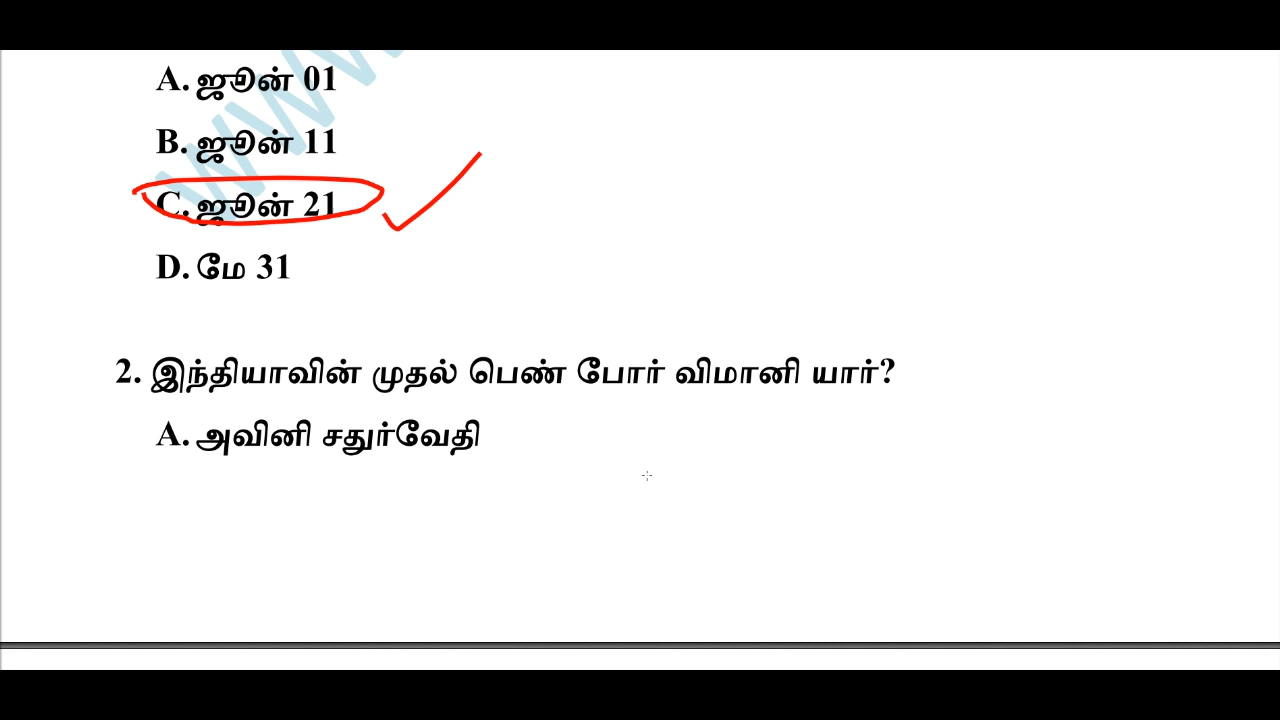 A. ஜூன் 01
B. ஜூன் 11
C. ஜூன் 21
D. மே 31
2. இந்தியாவின் முதல் பெண் போர் விமானி யார்?
A. அவினி சதுர்வேதி